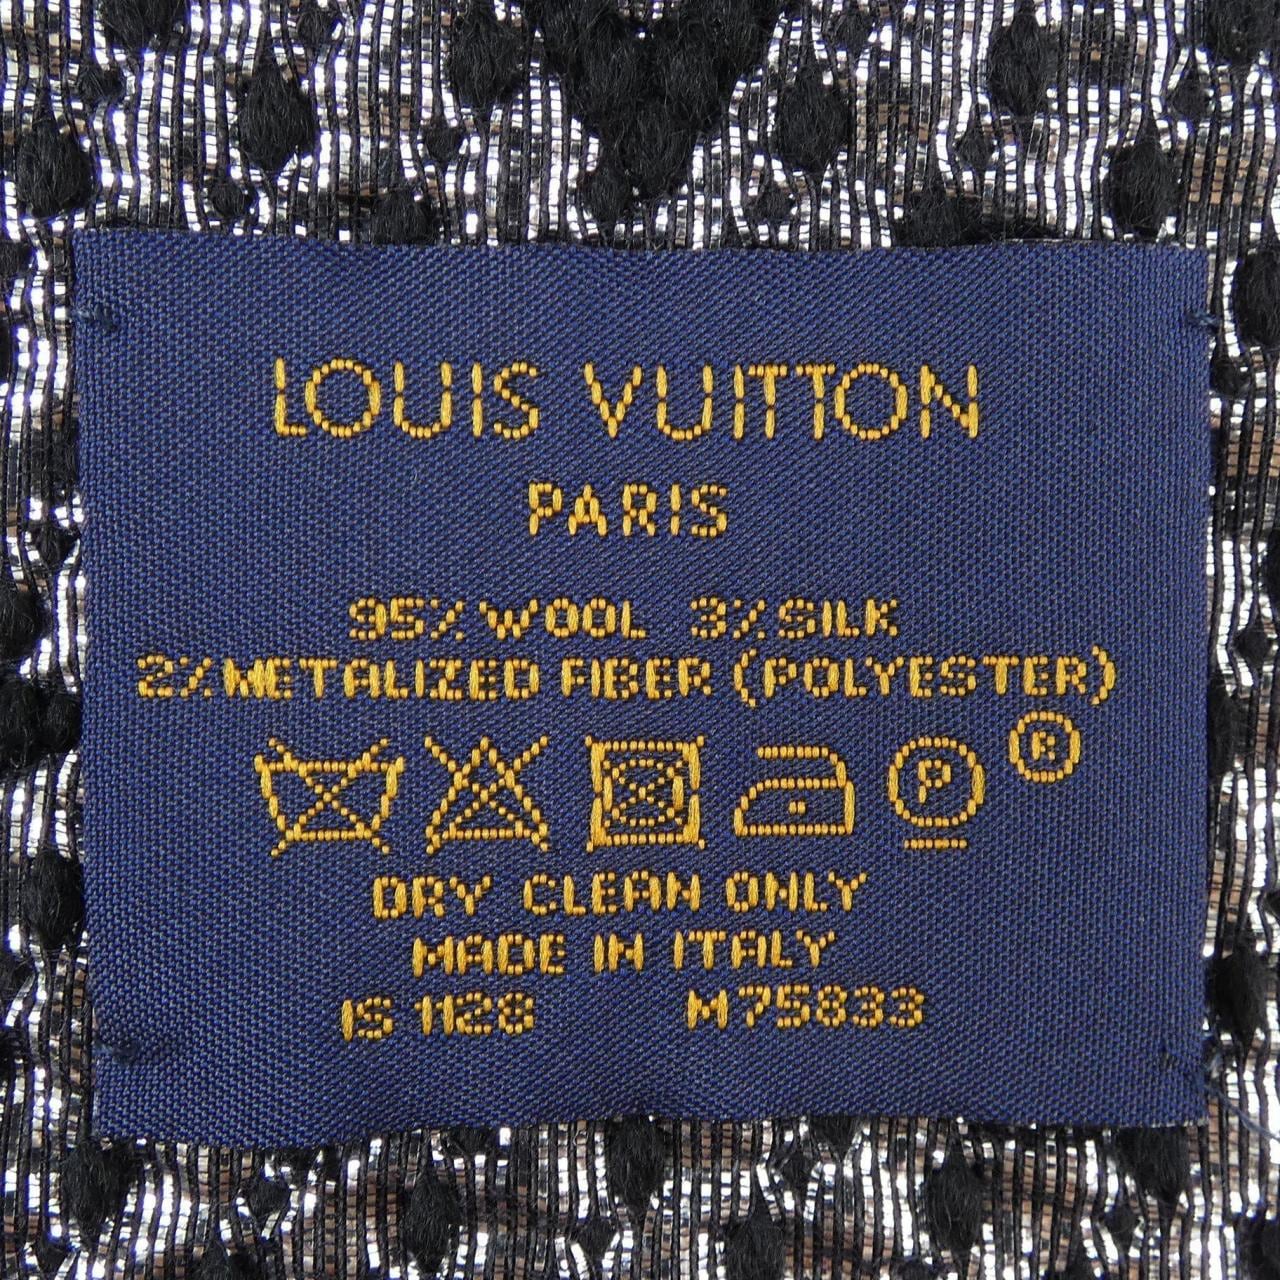 LOUIS VUITTON
PARIS
95% WOOL 3% SILK
2% METALIZED FIBER (POLYESTER)
P ®
DRY CLEAN ONLY
MADE IN ITALY
IS 1128 M75833